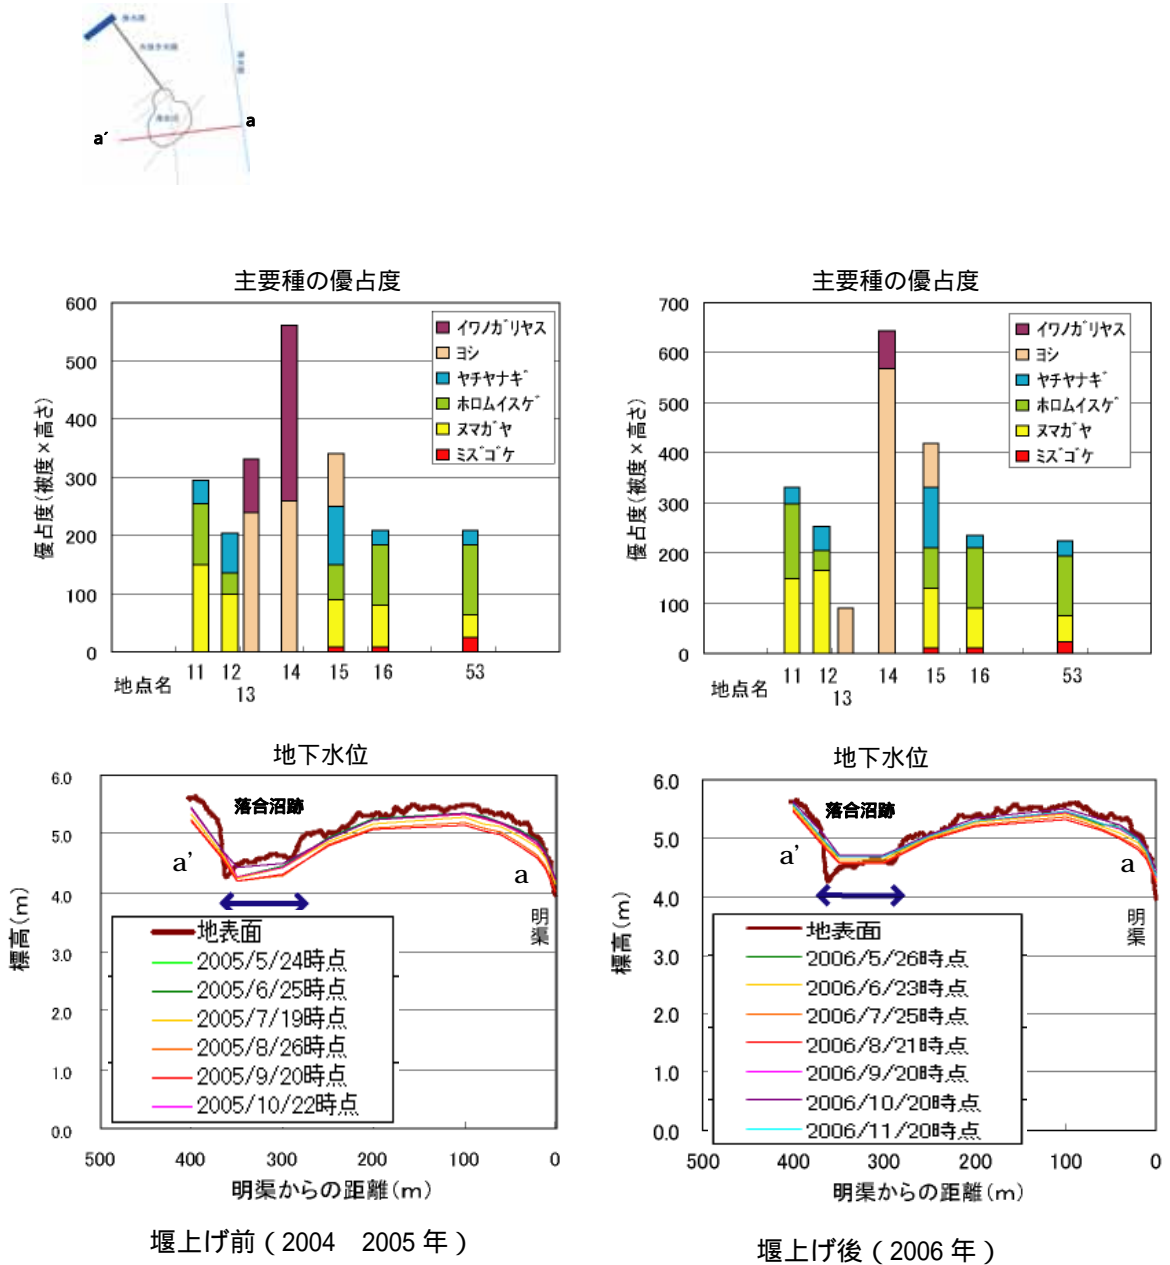 a´
a
主要種の優占度
600
500
400
300
200
100
0
優占度(被度×高さ)
イワノガリヤス
ヨシ
ヤチヤナギ
ホロムイスゲ
ヌマガヤ
ミズゴケ
11
12
13
14
15
16
53
地点名
主要種の優占度
700
600
500
400
300
200
100
0
優占度(被度×高さ)
イワノガリヤス
ヨシ
ヤチヤナギ
ホロムイスゲ
ヌマガヤ
ミズゴケ
11
12
13
14
15
16
53
地点名
地下水位
6.0
5.0
4.0
3.0
2.0
1.0
0.0
標高(m)
落合沼跡
a’
a
明渠
地表面
2005/5/24時点
2005/6/25時点
2005/7/19時点
2005/8/26時点
2005/9/20時点
2005/10/22時点
500
400
300
200
100
0
明渠からの距離(m)
堰上げ前(2004 2005年)
地下水位
6.0
5.0
4.0
3.0
2.0
1.0
0.0
標高(m)
落合沼跡
a’
a
明渠
地表面
2006/5/26時点
2006/6/23時点
2006/7/25時点
2006/8/21時点
2006/9/20時点
2006/10/20時点
2006/11/20時点
500
400
300
200
100
0
明渠からの距離(m)
堰上げ後(2006年)